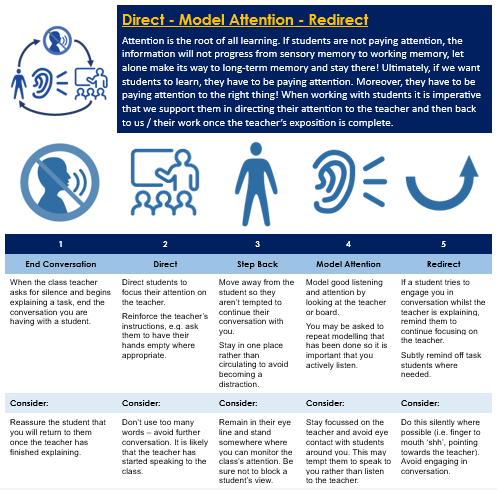 Direct - Model Attention - Redirect
Attention is the root of all learning. If students are not paying attention, the
information will not progress from sensory memory to working memory, let
alone make its way to long-term memory and stay there! Ultimately, if we want
students to learn, they have to be paying attention. Moreover, they have to be
paying attention to the right thing! When working with students it is imperative
that we support them in directing their attention to the teacher and then back
to us / their work once the teacher's exposition is complete.
1
2
3
4
5
End Conversation
Direct
Step Back
Model Attention
Redirect
When the class teacher
asks for silence and begins
explaining a task, end the
conversation you are
having with a student.
Direct students to
focus their attention on
the teacher.
Reinforce the teacher's
instructions, e.g. ask
them to have their
hands empty where
appropriate.
Move away from the
student so they
aren't tempted to
continue their
conversation with
you.
Stay in one place
rather than
circulating to avoid
becoming a
distraction.
Model good listening
and attention by
looking at the teacher
or board.
You may be asked to
repeat modelling that
has been done so it is
important that you
actively listen.
If a student tries to
engage you in
conversation whilst the
teacher is explaining,
remind them to
continue focusing on
the teacher.
Subtly remind off task
students where
needed.
Consider:
Consider:
Consider:
Consider:
Consider:
Reassure the student that
you will return to them
once the teacher has
finished explaining.
Don't use too many
words – avoid further
conversation. It is likely
that the teacher has
started speaking to the
class.
Remain in their eye
line and stand
somewhere where
you can monitor the
class's attention. Be
sure not to block a
student's view.
Stay focussed on the
teacher and avoid eye
contact with students
around you. This may
tempt them to speak to
you rather than listen
to the teacher.
Do this silently where
possible (i.e. finger to
mouth 'shh', pointing
towards the teacher).
Avoid engaging in
conversation.